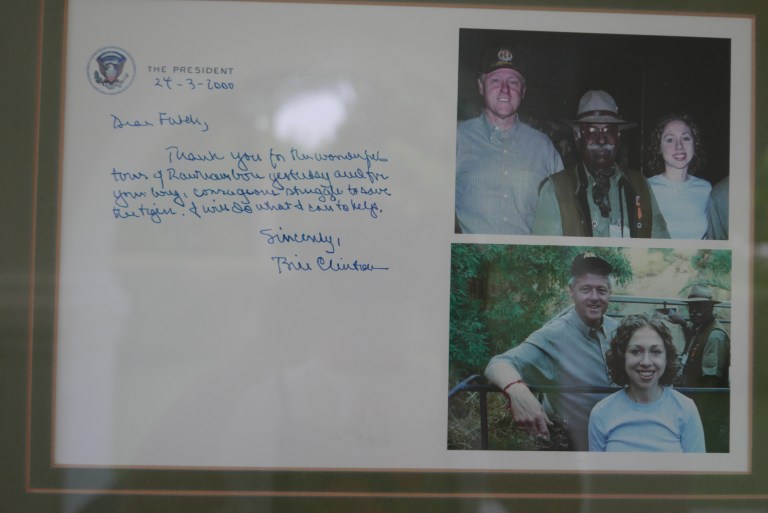 THE PRESIDENT
24-3-2000
Dear Fateh,
Thank you for the wonderful
tour of Ranthambore yesterday and for
your long, courageous struggle to save
the tiger. I will do what I can to help.
Sincerely,
Bill Clinton